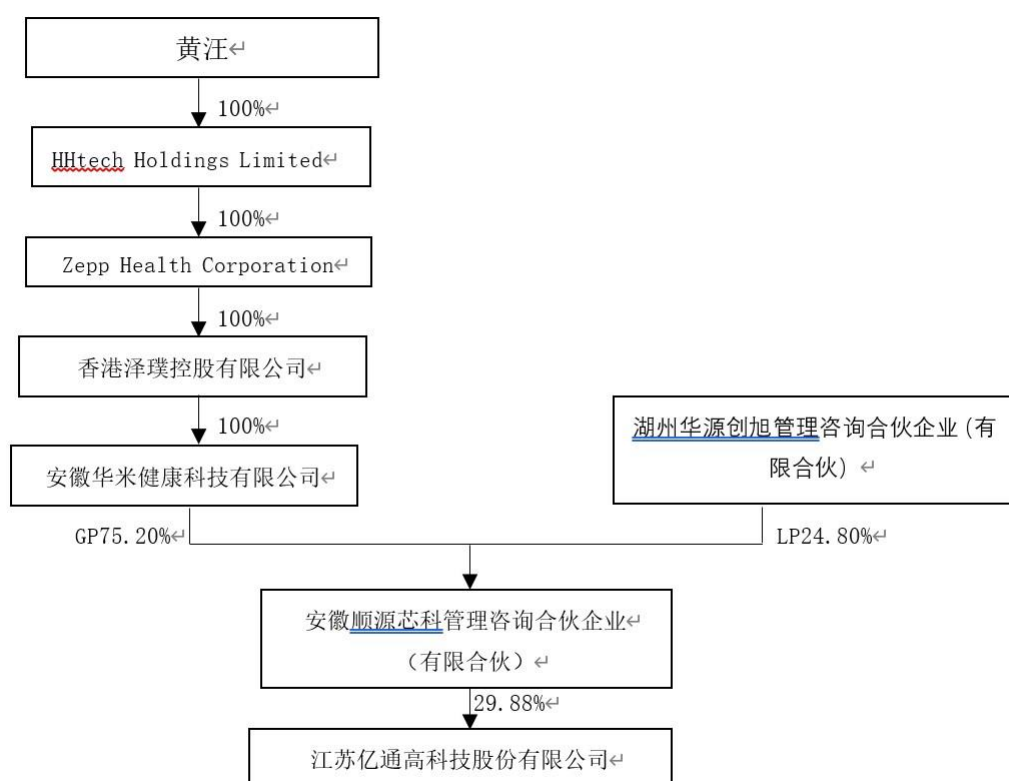 黄汪↵
100%↵
HHtech Holdings Limited↵
100%↵
Zepp Health Corporation↵
100%↵
香港泽璞控股有限公司↵
100%↵
安徽华米健康科技有限公司↵
湖州华源创旭管理咨询合伙企业(有
限合伙) ↵
GP75.20%↵
LP24.80%↵
安徽顺源芯科管理咨询合伙企业↵
（有限合伙）↵
29.88%↵
江苏亿通高科技股份有限公司↵